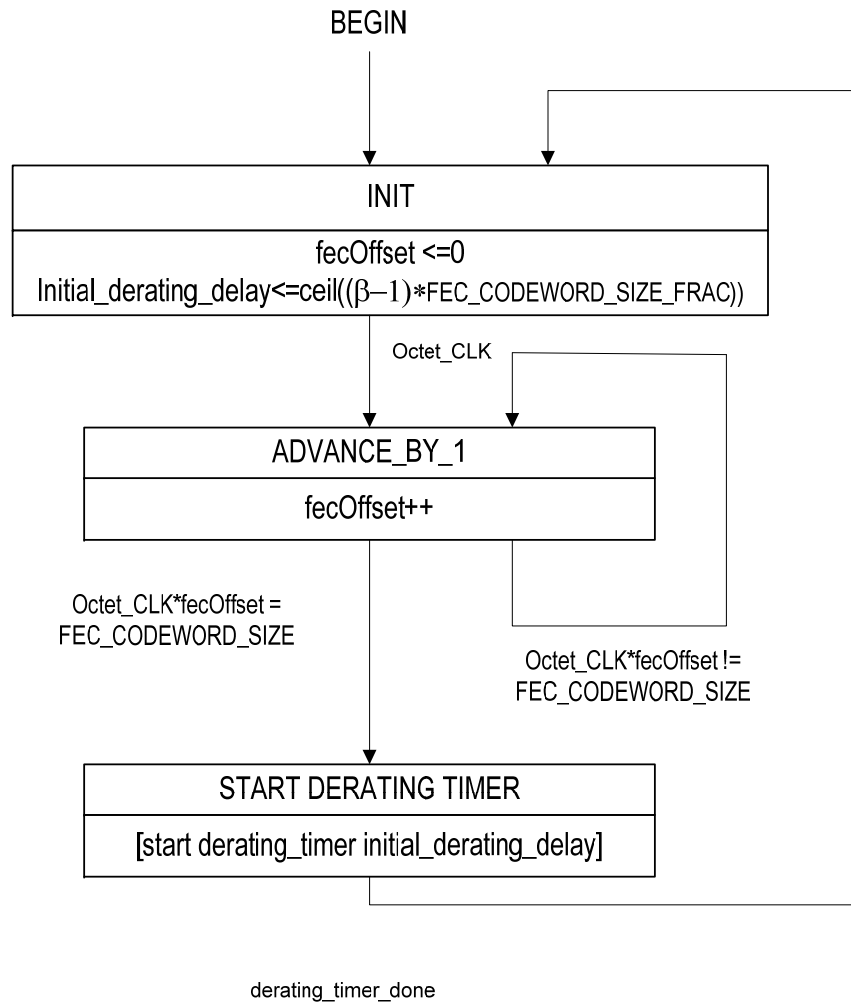 BEGIN
INIT
fecOffset <=0
Initial_derating_delay<=ceil((β−1)*FEC_CODEWORD_SIZE_FRAC))
Octet_CLK
ADVANCE_BY_1
fecOffset++
Octet_CLK*fecOffset =
FEC_CODEWORD_SIZE
Octet_CLK*fecOffset !=
FEC_CODEWORD_SIZE
START DERATING TIMER
[start derating_timer initial_derating_delay]
derating_timer_done